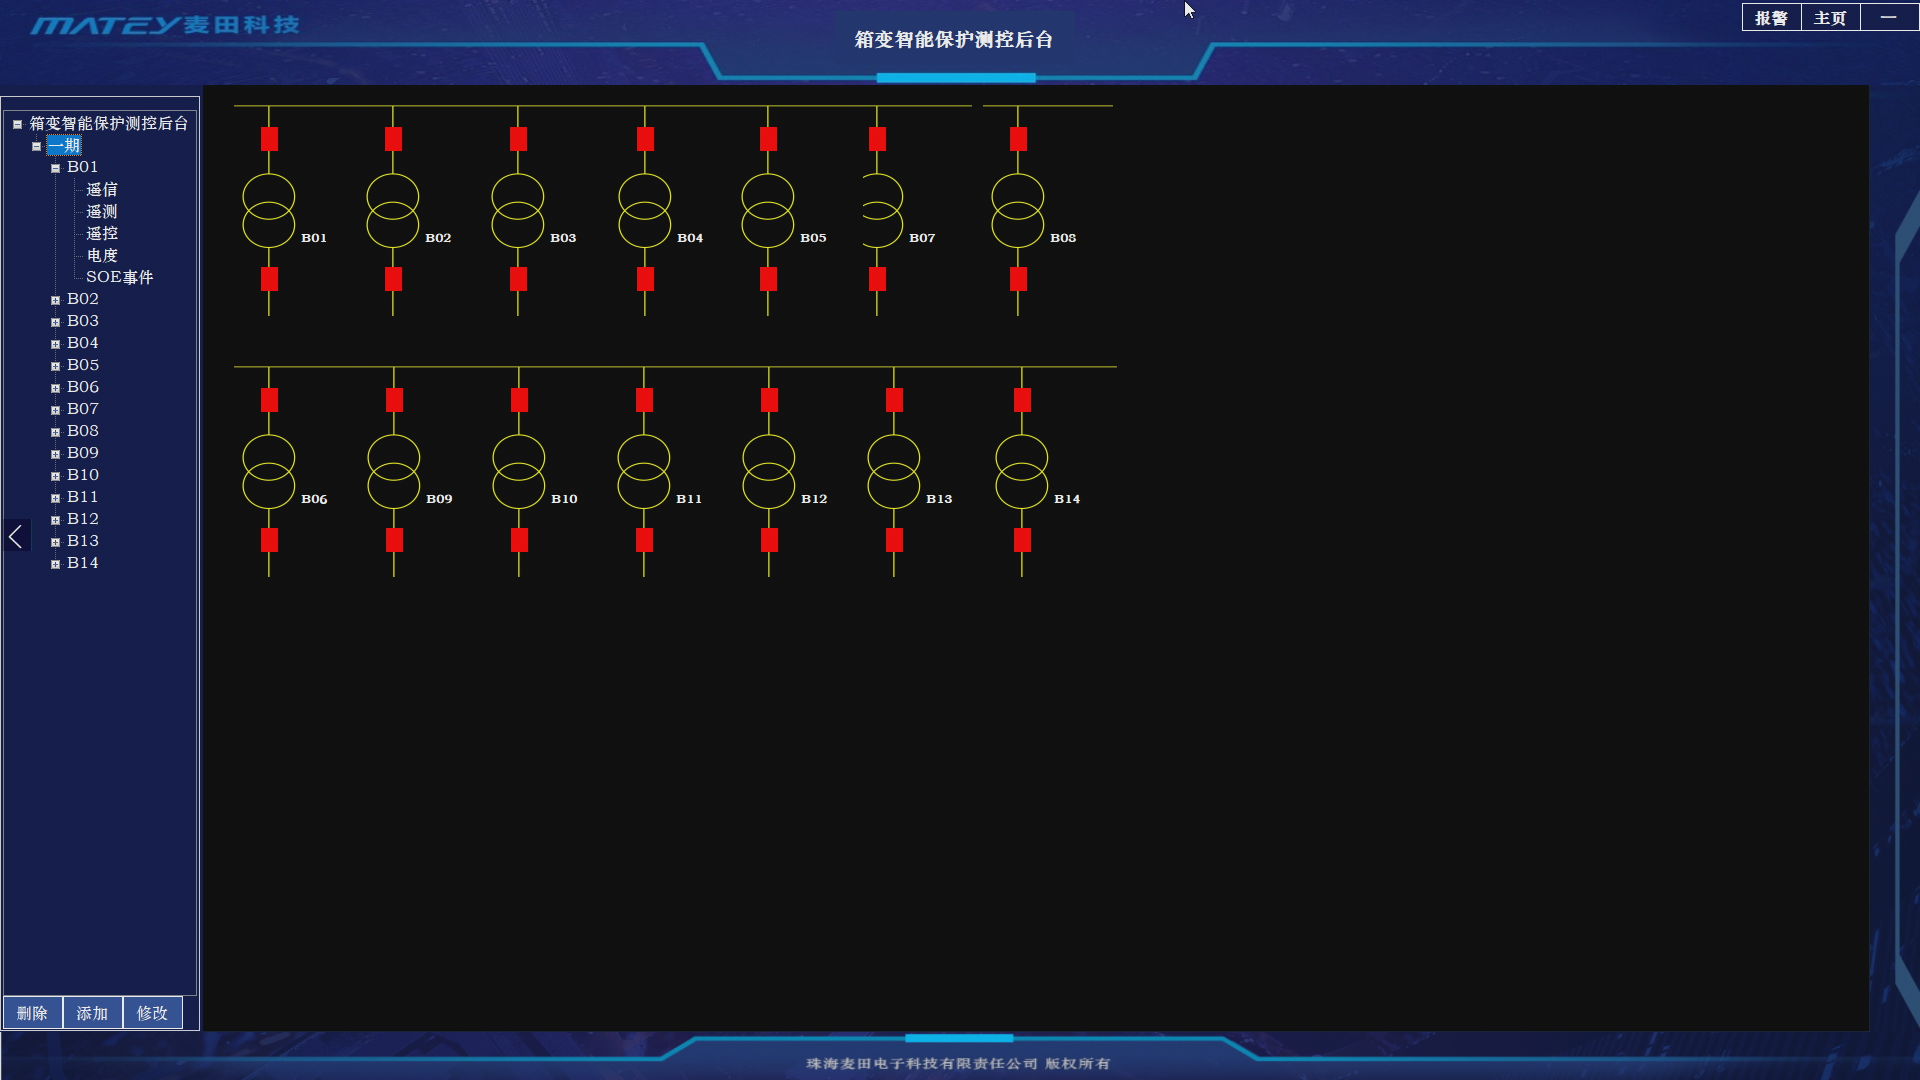 MATEY麦田科技
箱变智能保护测控后台
报警 主页 一
箱变智能保护测控后台
一期
B01
遥信
遥测
遥控
电度
SOE事件
B02
B03
B04
B05
B06
B07
B08
B09
B10
B11
B12
B13
B14
B01 B02 B03 B04 B05 B07 B08
B06 B09 B10 B11 B12 B13 B14
删除 添加 修改
珠海麦田电子科技有限责任公司 版权所有